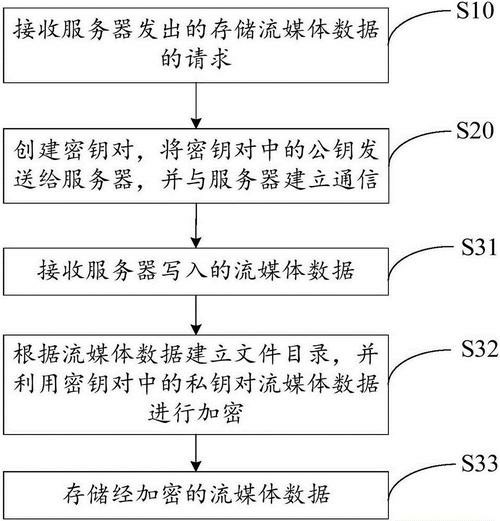 接收服务器发出的存储流媒体数据
的请求
S10
创建密钥对，将密钥对中的公钥发
送给服务器，并与服务器建立通信
S20
接收服务器写入的流媒体数据
S31
根据流媒体数据建立文件目录，并
利用密钥对中的私钥对流媒体数据
进行加密
S32
存储经加密的流媒体数据
S33